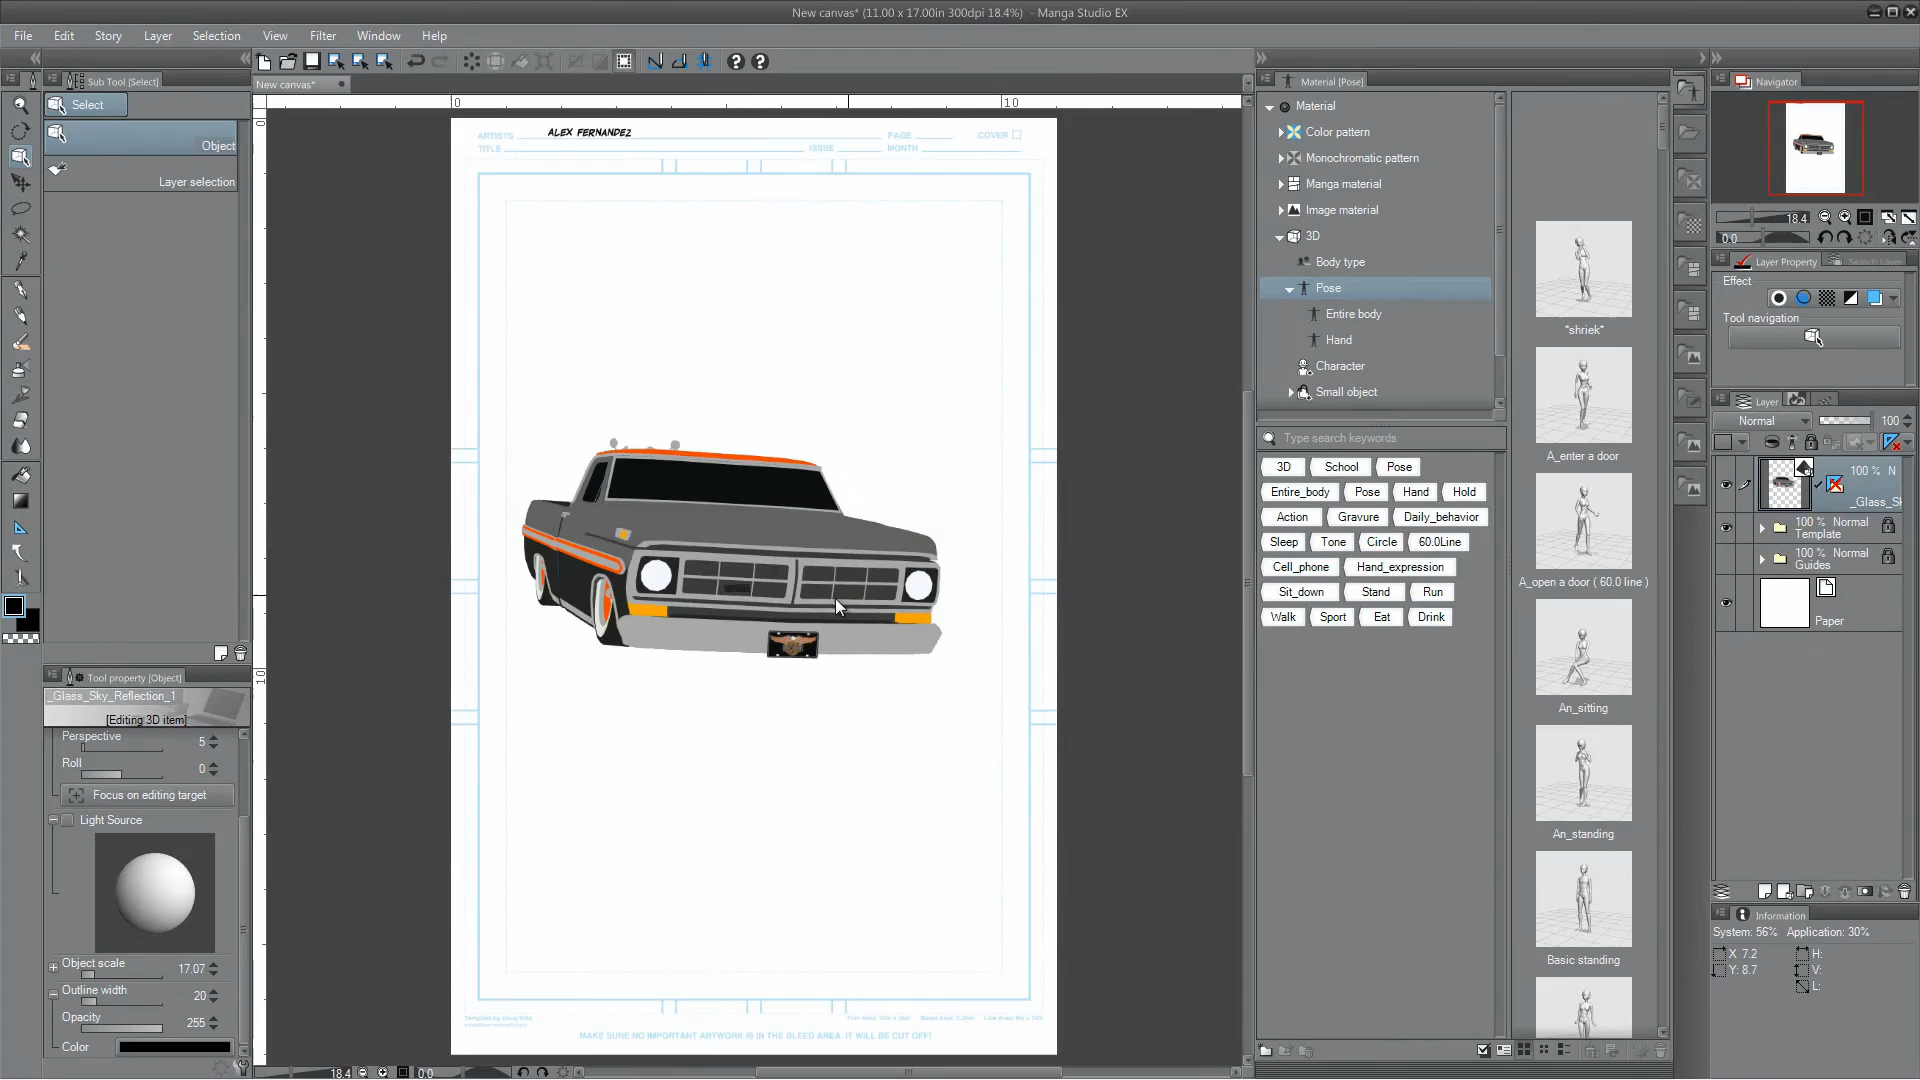 New canvas* (11.00 x 17.00in 300dpi 18.4%) - Manga Studio EX
File Edit Story Layer Selection View Filter Window Help
Sub Tool [Select]
Select
Object
Layer selection
New canvas*
0
10
0
10
ARTISTS ALEX FERNANDEZ PAGE COVER
TITLE ISSUE MONTH
MAKE SURE NO IMPORTANT ARTWORK IS IN THE BLEED AREA. IT WILL BE CUT OFF!
Tool property [Object]
_Glass_Sky_Reflection_1
[Editing 3D item]
Perspective 5
Roll 0
Focus on editing target
Light Source
Object scale 17.07
Outline width 20
Opacity 255
Color
18.4 0.0
Material [Pose]
Material
Color pattern
Monochromatic pattern
Manga material
Image material
3D
Body type
Pose
Entire body
Hand
Character
Small object
Type search keywords
3D School Pose
Entire_body Pose Hand Hold
Action Gravure Daily_behavior
Sleep Tone Circle 60.0Line
Cell_phone Hand_expression
Sit_down Stand Run
Walk Sport Eat Drink
*shriek*
A_enter a door
A_open a door ( 60.0 line )
An_sitting
An_standing
Basic standing
Navigator
18.4
0.0
Layer Property Search Layer
Effect
Tool navigation
Layer
Normal 100
100 % N
_Glass_S
100 % Normal
Template
100 % Normal
Guides
Paper
Information
System: 56% Application: 30%
X 7.2 H:
Y: 8.7 V:
L: